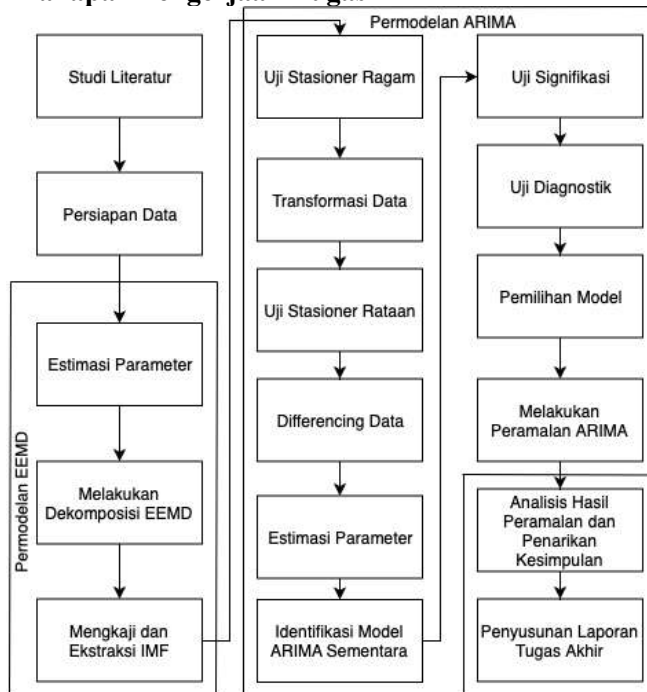 Permodelan ARIMA
Studi Literatur
Persiapan Data
Permodelan EEMD
Estimasi Parameter
Melakukan
Dekomposisi EEMD
Mengkaji dan
Ekstraksi IMF
Uji Stasioner Ragam
Transformasi Data
Uji Stasioner Rataan
Differencing Data
Estimasi Parameter
Identifikasi Model
ARIMA Sementara
Uji Signifikasi
Uji Diagnostik
Pemilihan Model
Melakukan
Peramalan ARIMA
Analisis Hasil
Peramalan dan
Penarikan
Kesimpulan
Penyusunan Laporan
Tugas Akhir